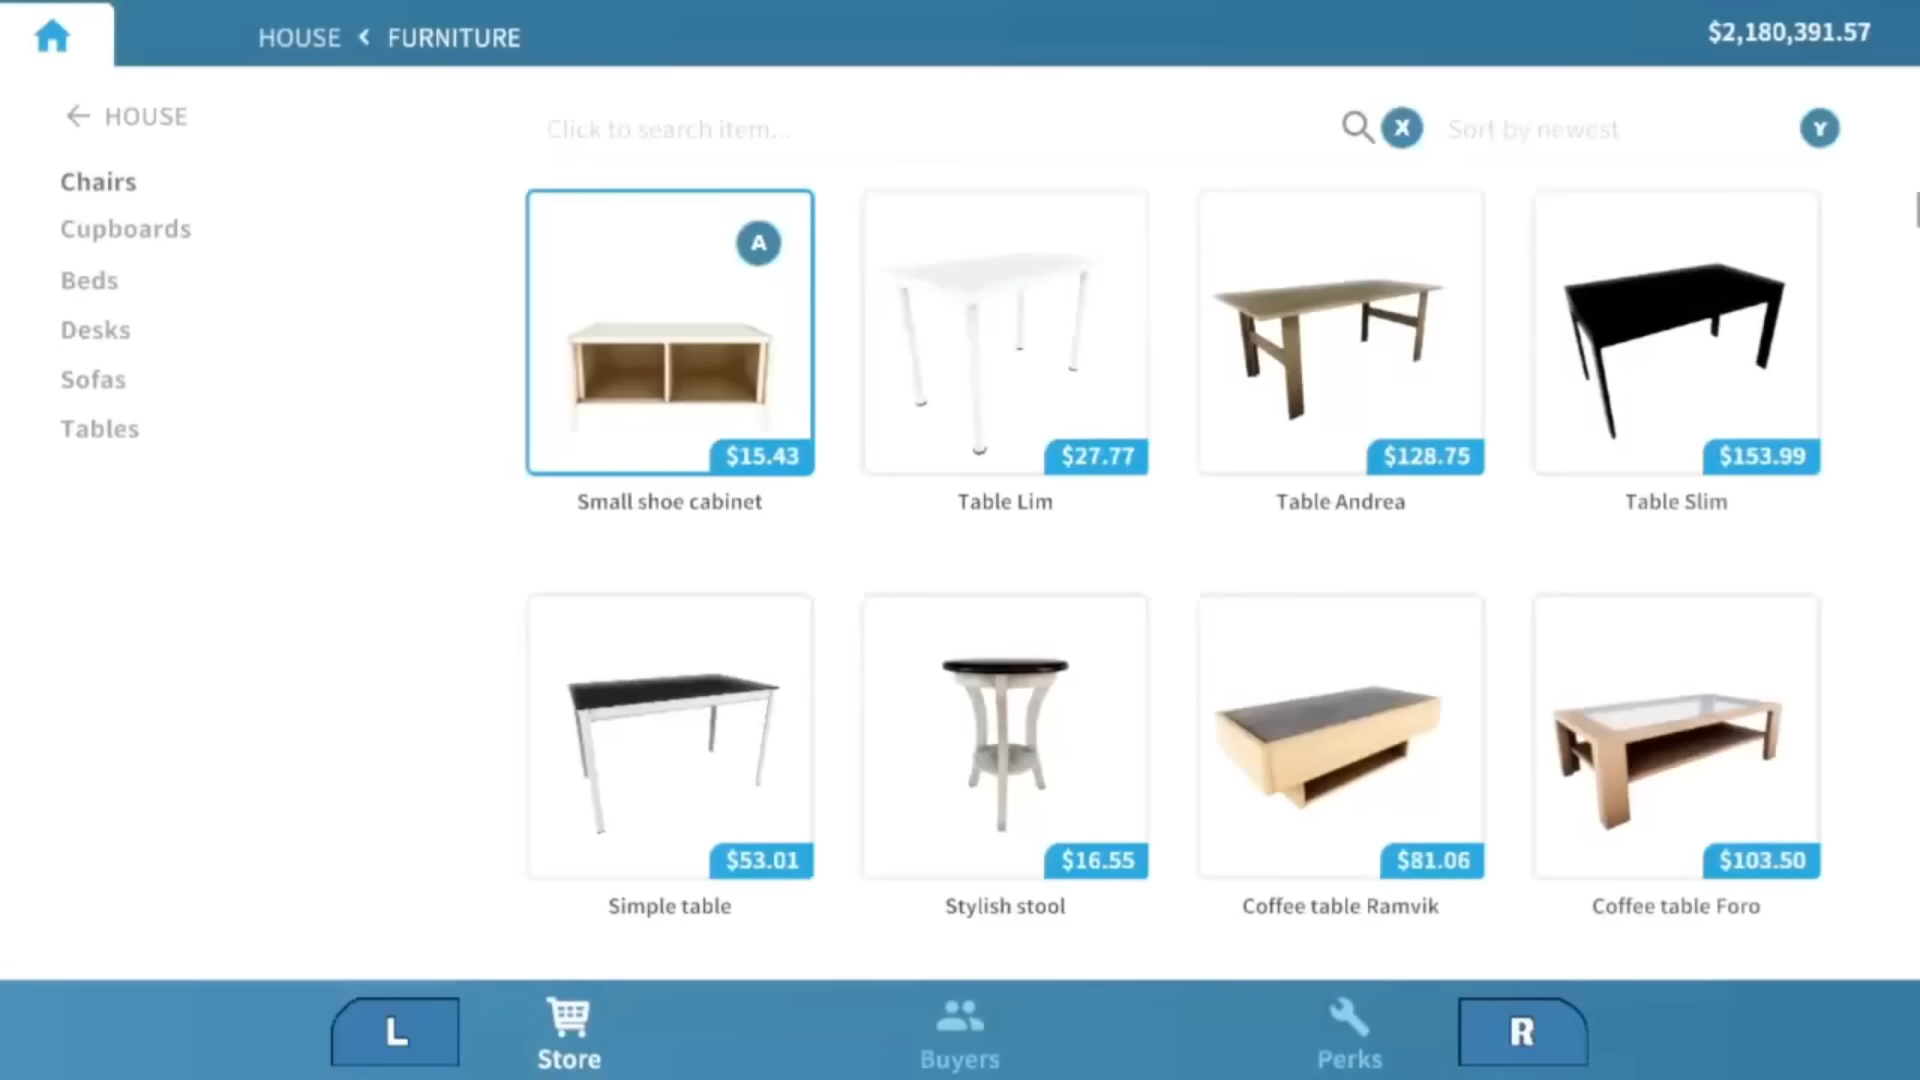 HOUSE < FURNITURE
$2,180,391.57
← HOUSE
Click to search item...
X
Sort by newest
Y
Chairs
Cupboards
Beds
Desks
Sofas
Tables
A
$15.43
$27.77
$128.75
$153.99
Small shoe cabinet
Table Lim
Table Andrea
Table Slim
$53.01
$16.55
$81.06
$103.50
Simple table
Stylish stool
Coffee table Ramvik
Coffee table Foro
L
Store
Buyers
Perks
R